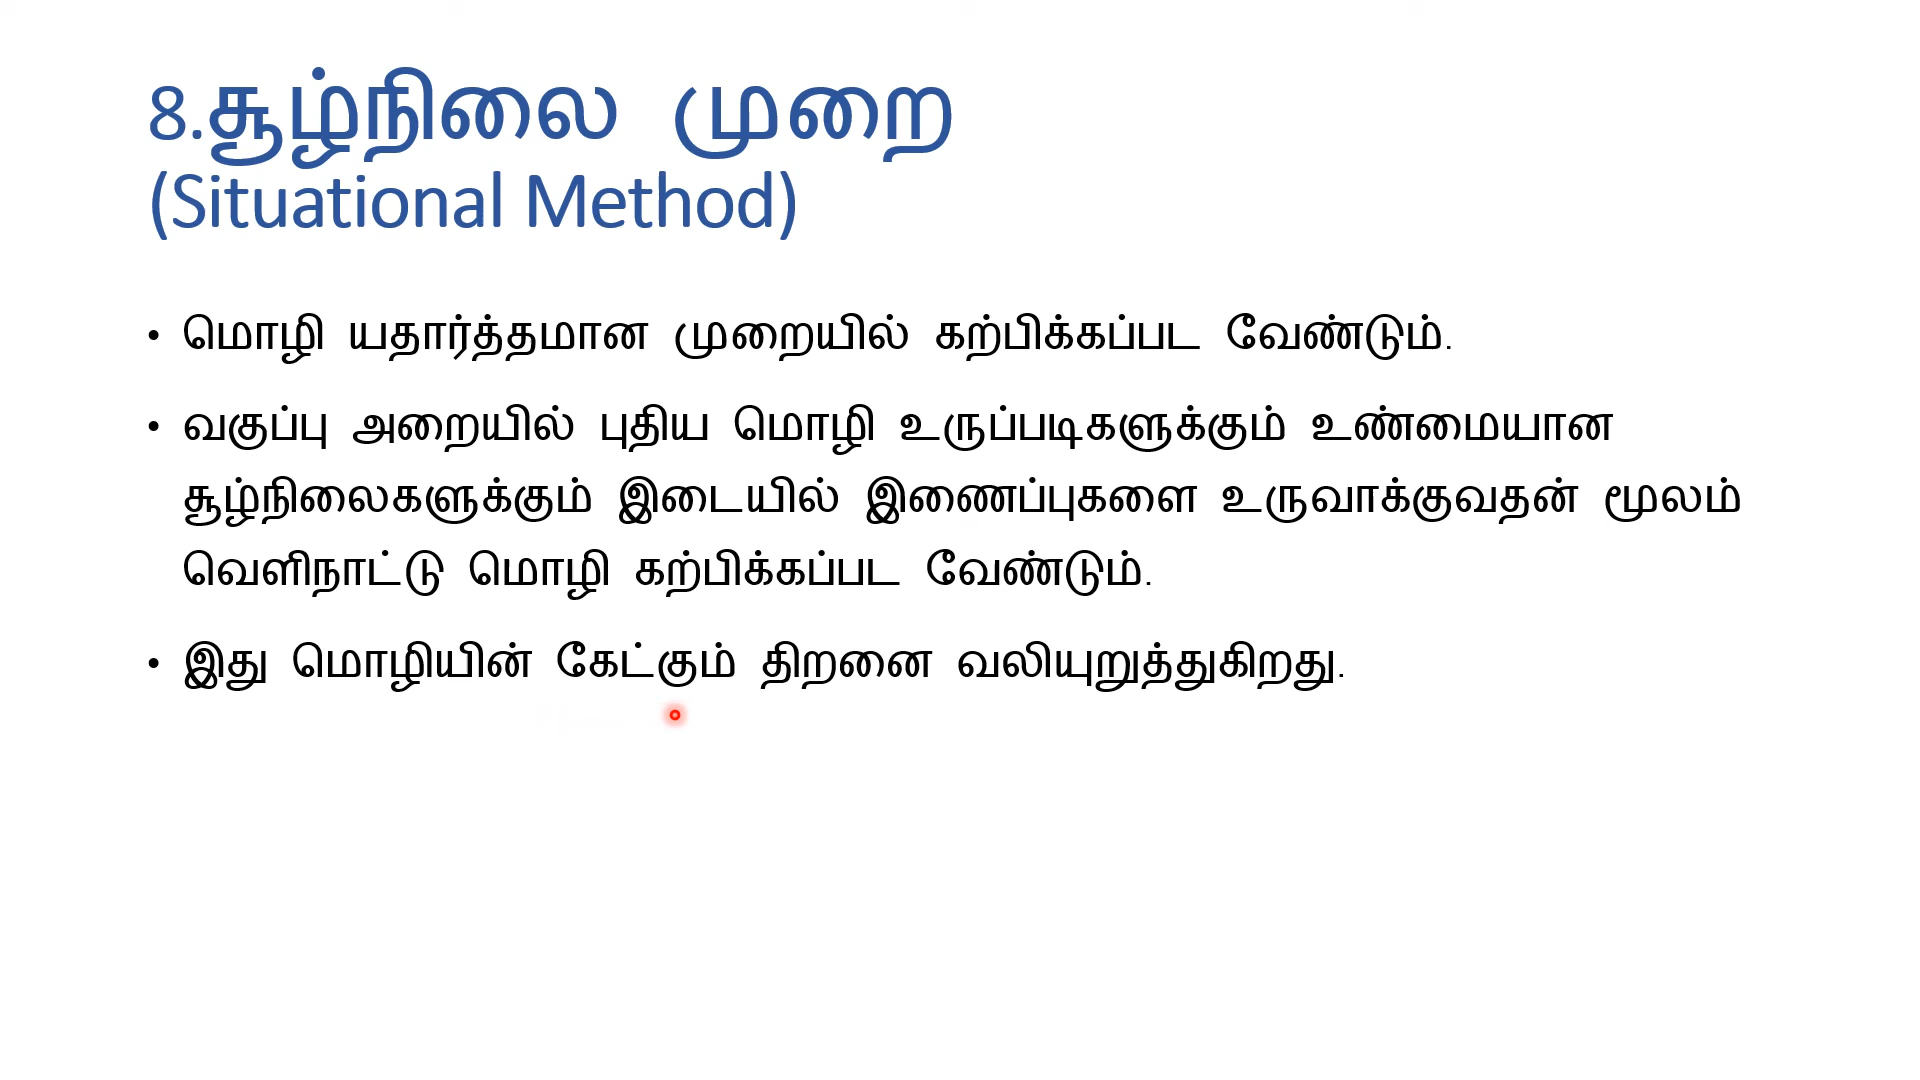 8.சூழ்நிலை முறை
(Situational Method)
• மொழி யதார்த்தமான முறையில் கற்பிக்கப்பட வேண்டும்.
• வகுப்பு அறையில் புதிய மொழி உருப்படிகளுக்கும் உண்மையான
சூழ்நிலைகளுக்கும் இடையில் இணைப்புகளை உருவாக்குவதன் மூலம்
வெளிநாட்டு மொழி கற்பிக்கப்பட வேண்டும்.
• இது மொழியின் கேட்கும் திறனை வலியுறுத்துகிறது.